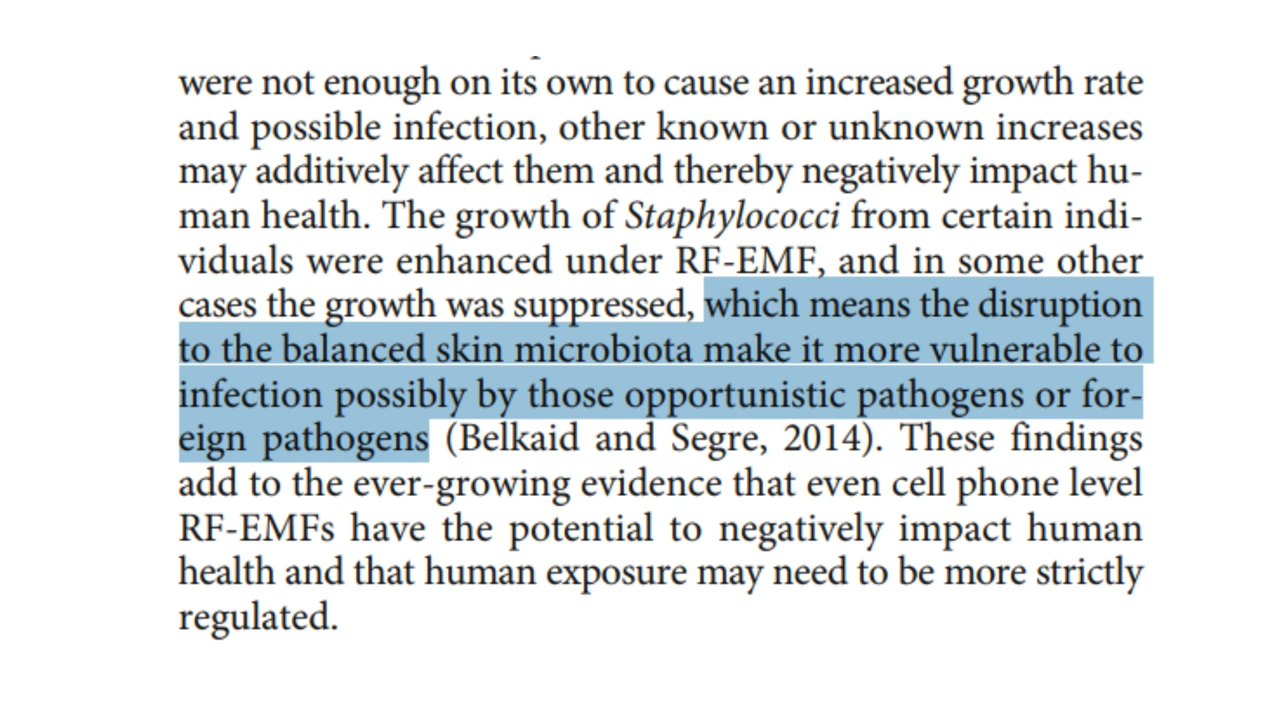 were not enough on its own to cause an increased growth rate
and possible infection, other known or unknown increases
may additively affect them and thereby negatively impact hu-
man health. The growth of Staphylococci from certain indi-
viduals were enhanced under RF-EMF, and in some other
cases the growth was suppressed, which means the disruption
to the balanced skin microbiota make it more vulnerable to
infection possibly by those opportunistic pathogens or for-
eign pathogens (Belkaid and Segre, 2014). These findings
add to the ever-growing evidence that even cell phone level
RF-EMFs have the potential to negatively impact human
health and that human exposure may need to be more strictly
regulated.